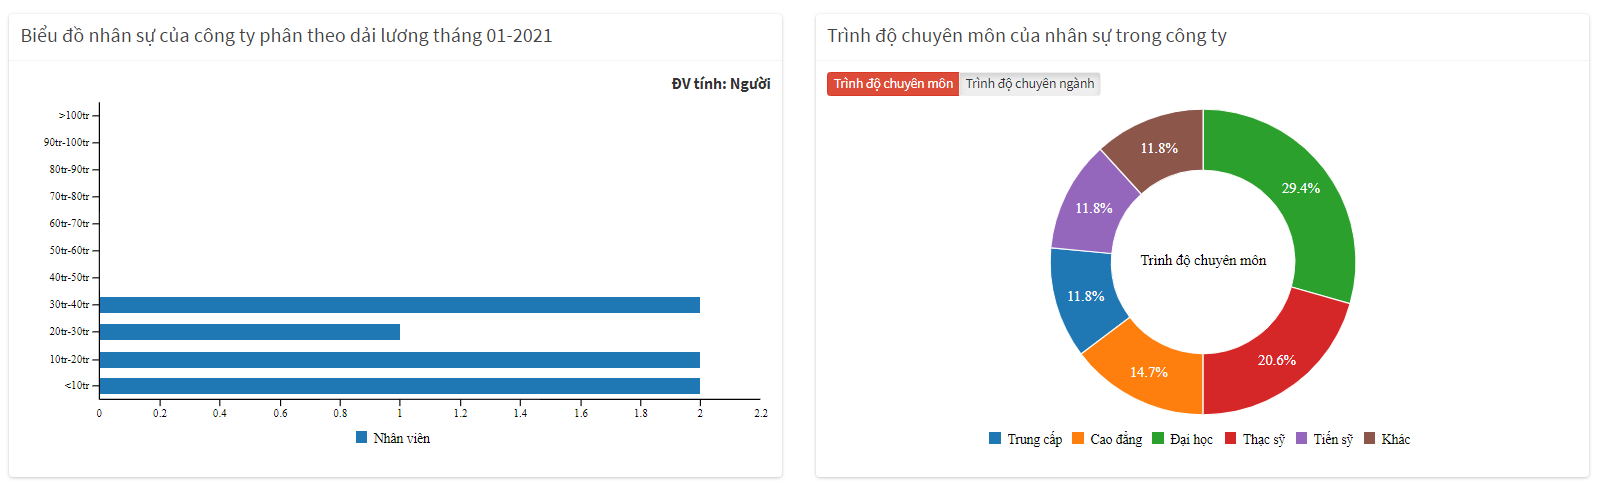 Biểu đồ nhân sự của công ty phân theo dải lương tháng 01-2021
ĐV tính: Người
>100tr
90tr-100tr
80tr-90tr
70tr-80tr
60tr-70tr
50tr-60tr
40tr-50tr
30tr-40tr
20tr-30tr
10tr-20tr
<10tr
0 0.2 0.4 0.6 0.8 1 1.2 1.4 1.6 1.8 2 2.2
Nhân viên
Trình độ chuyên môn của nhân sự trong công ty
Trình độ chuyên môn Trình độ chuyên ngành
11.8%
29.4%
11.8%
Trình độ chuyên môn
11.8%
20.6%
14.7%
Trung cấp Cao đẳng Đại học Thạc sỹ Tiến sỹ Khác